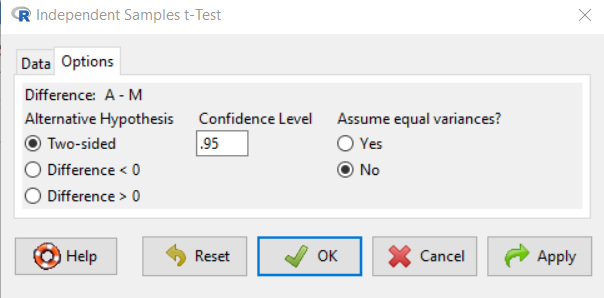 Independent Samples t-Test
Data Options
Difference: A - M
Alternative Hypothesis Confidence Level Assume equal variances?
Two-sided .95 Yes
Difference < 0 No
Difference > 0
Help Reset OK Cancel Apply